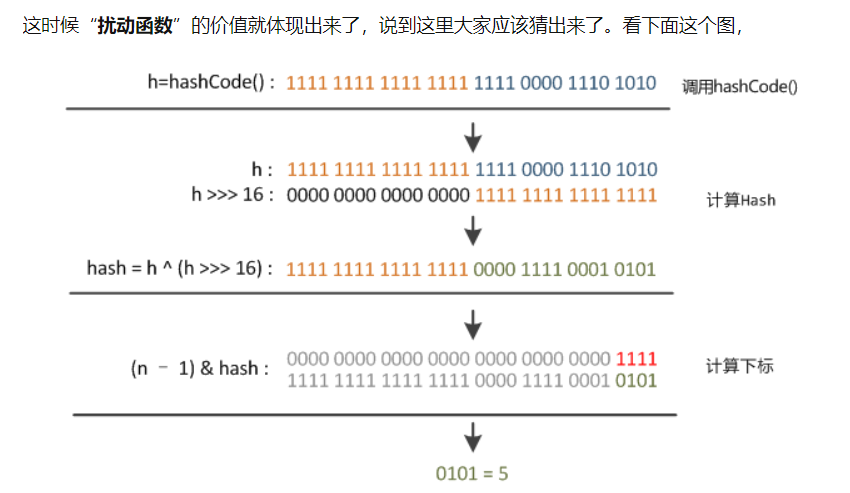 这时候“扰动函数”的价值就体现出来了，说到这里大家应该猜出来了。看下面这个图，
h=hashCode() : 1111 1111 1111 1111 1111 0000 1110 1010 调用hashCode()
h : 1111 1111 1111 1111 1111 0000 1110 1010
h >>> 16 : 0000 0000 0000 0000 1111 1111 1111 1111 计算Hash
hash = h ^ (h >>> 16) : 1111 1111 1111 1111 0000 1111 0001 0101
0000 0000 0000 0000 0000 0000 0000 1111
(n － 1) & hash : 计算下标
1111 1111 1111 1111 0000 1111 0001 0101
0101 = 5